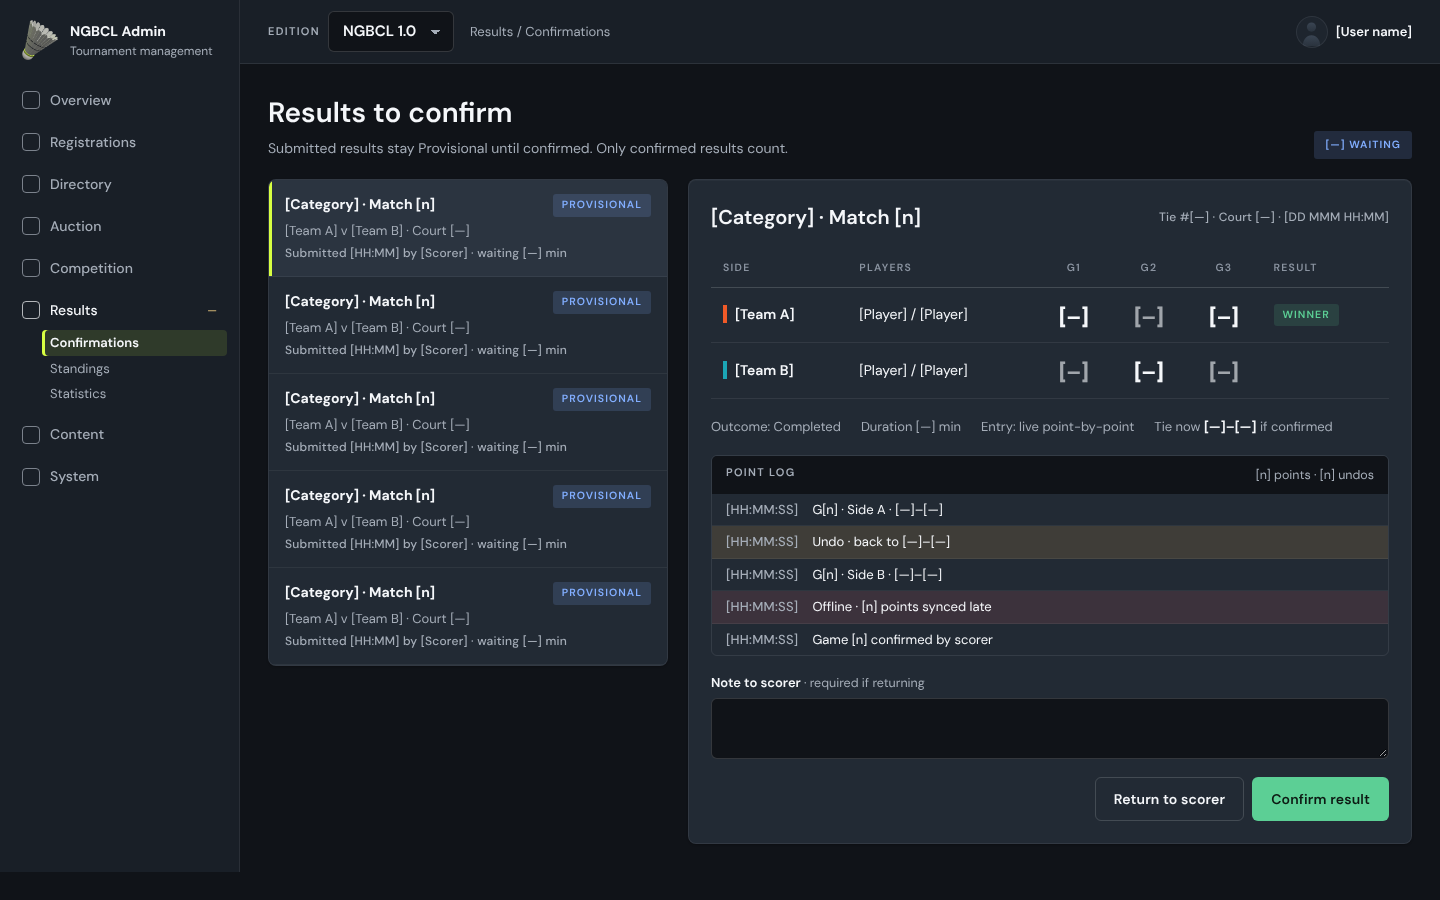 NGBCL Admin
Tournament management
Overview
Registrations
Directory
Auction
Competition
Results –
Confirmations
Standings
Statistics
Content
System
EDITION NGBCL 1.0 Results / Confirmations [User name]
Results to confirm
Submitted results stay Provisional until confirmed. Only confirmed results count.
[—] WAITING
[Category] · Match [n] PROVISIONAL
[Team A] v [Team B] · Court [—]
Submitted [HH:MM] by [Scorer] · waiting [—] min
[Category] · Match [n] PROVISIONAL
[Team A] v [Team B] · Court [—]
Submitted [HH:MM] by [Scorer] · waiting [—] min
[Category] · Match [n] PROVISIONAL
[Team A] v [Team B] · Court [—]
Submitted [HH:MM] by [Scorer] · waiting [—] min
[Category] · Match [n] PROVISIONAL
[Team A] v [Team B] · Court [—]
Submitted [HH:MM] by [Scorer] · waiting [—] min
[Category] · Match [n] PROVISIONAL
[Team A] v [Team B] · Court [—]
Submitted [HH:MM] by [Scorer] · waiting [—] min
[Category] · Match [n] Tie #[—] · Court [—] · [DD MMM HH:MM]
SIDE PLAYERS G1 G2 G3 RESULT
[Team A] [Player] / [Player] [—] [—] [—] WINNER
[Team B] [Player] / [Player] [—] [—] [—]
Outcome: Completed Duration [—] min Entry: live point-by-point Tie now [—]–[—] if confirmed
POINT LOG [n] points · [n] undos
[HH:MM:SS] G[n] · Side A · [—]–[—]
[HH:MM:SS] Undo · back to [—]–[—]
[HH:MM:SS] G[n] · Side B · [—]–[—]
[HH:MM:SS] Offline · [n] points synced late
[HH:MM:SS] Game [n] confirmed by scorer
Note to scorer · required if returning
Return to scorer Confirm result